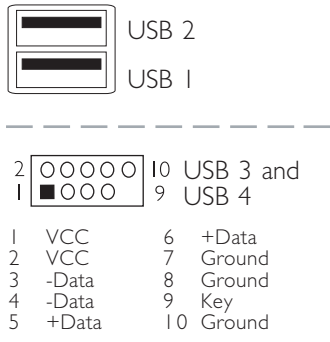 USB 2
USB 1
2 10 USB 3 and
1 9 USB 4
1 VCC 6 +Data
2 VCC 7 Ground
3 -Data 8 Ground
4 -Data 9 Key
5 +Data 10 Ground